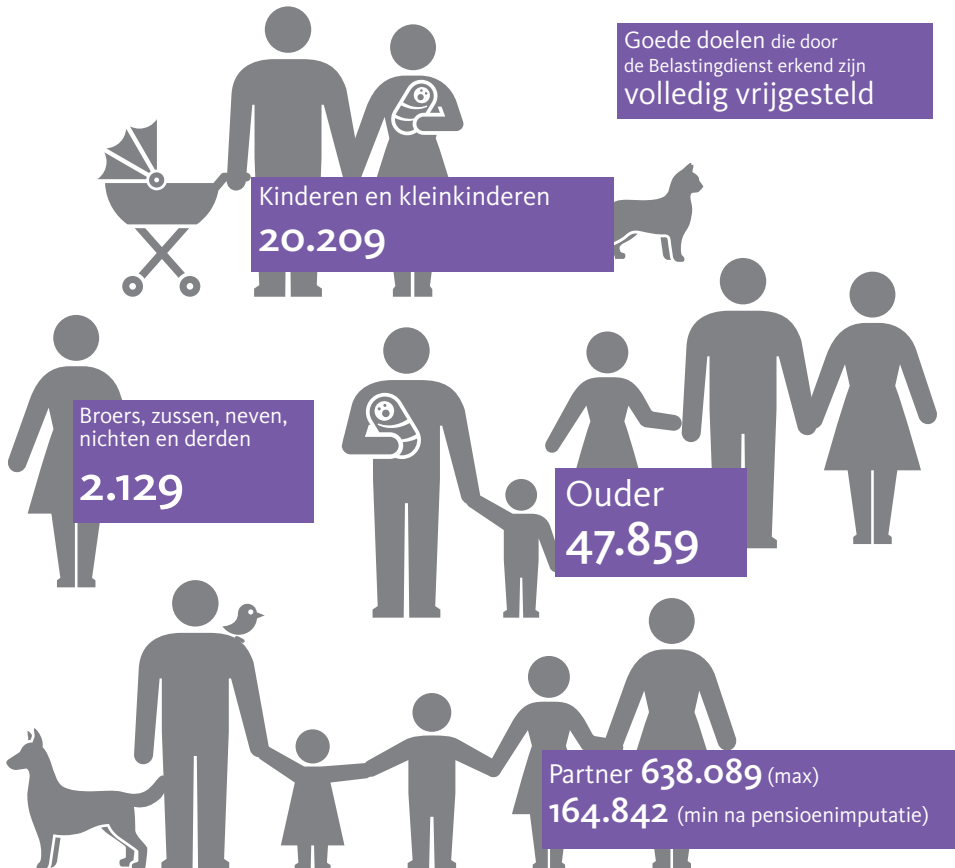 Goede doelen die door
de Belastingdienst erkend zijn
volledig vrijgesteld
Kinderen en kleinkinderen
20.209
Broers, zussen, neven,
nichten en derden
2.129
Ouder
47.859
Partner 638.089 (max)
164.842 (min na pensioenimputatie)